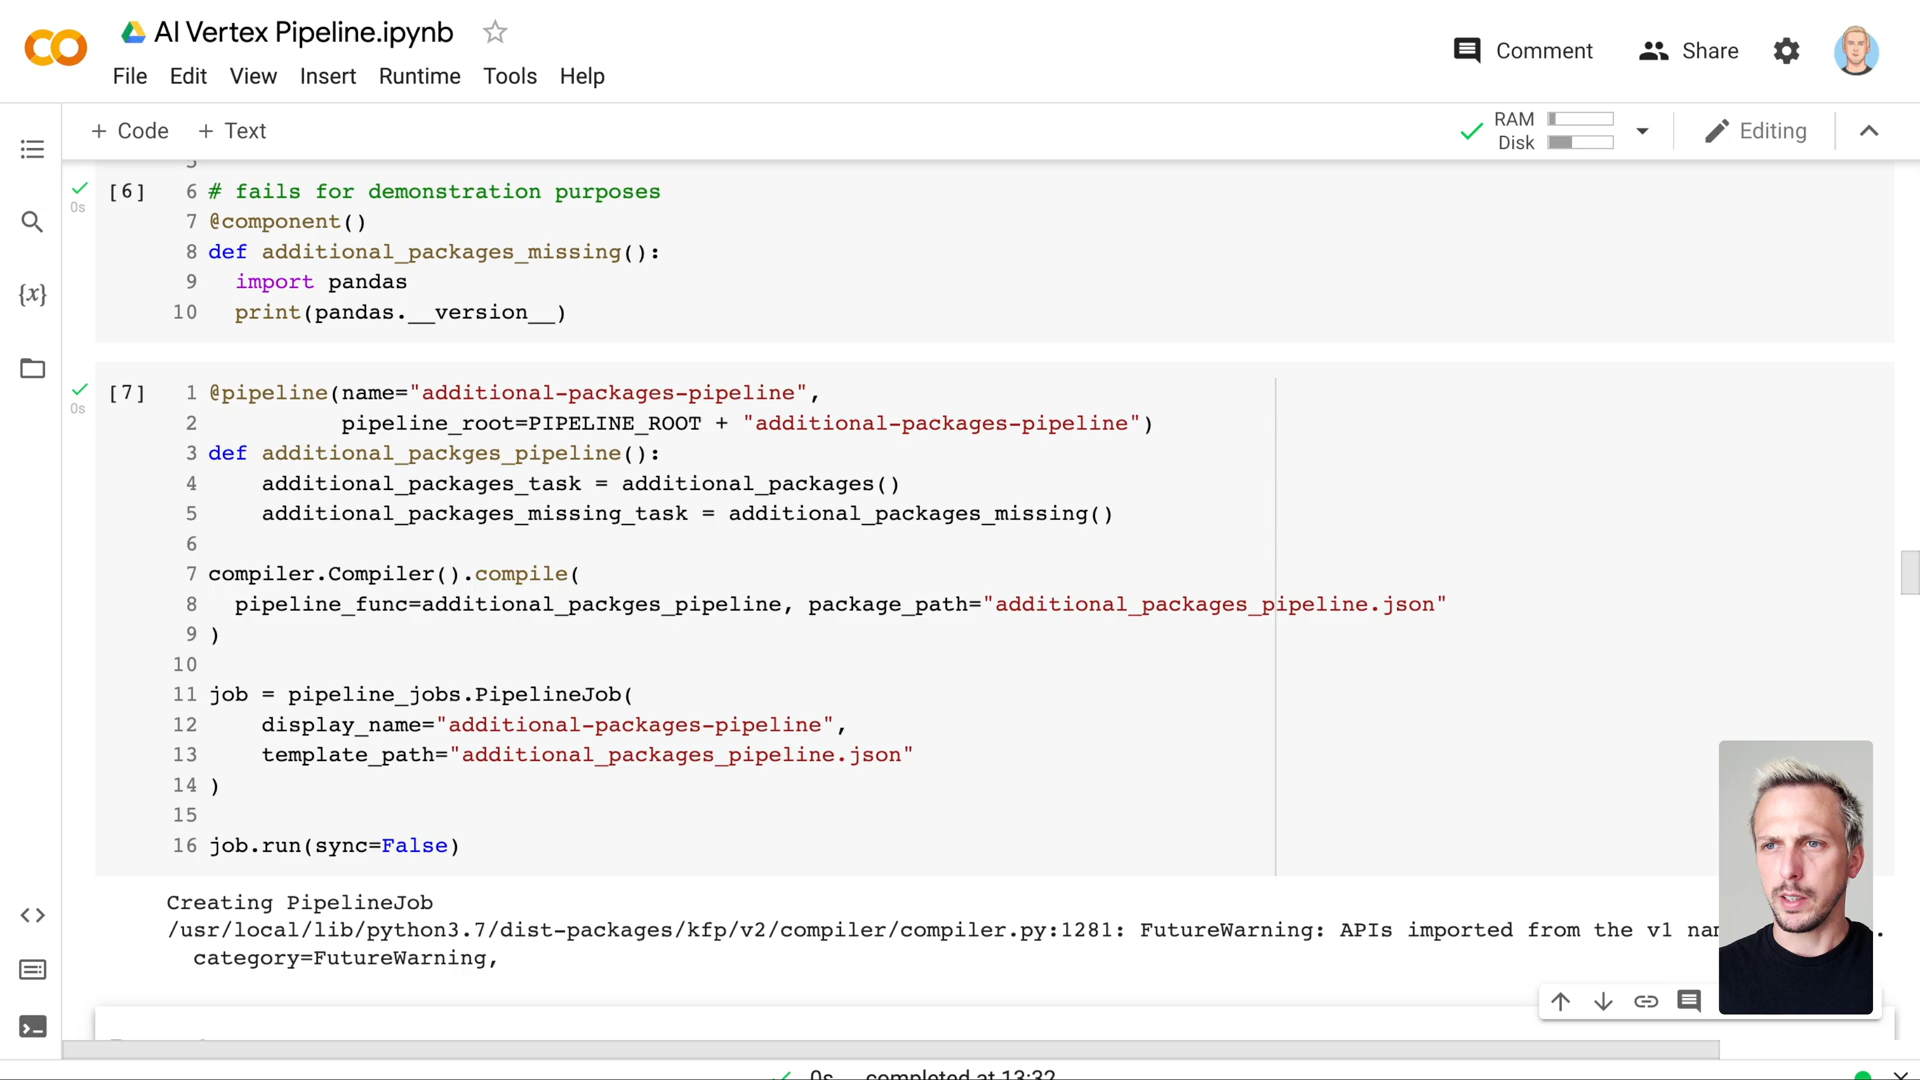 AI Vertex Pipeline.ipynb
File Edit View Insert Runtime Tools Help
Comment
Share
+ Code + Text
RAM
Disk
Editing
5
[6]
0s
6 # fails for demonstration purposes
7 @component()
8 def additional_packages_missing():
9 import pandas
10 print(pandas.__version__)
{x}
[7]
0s
1 @pipeline(name="additional-packages-pipeline",
2 pipeline_root=PIPELINE_ROOT + "additional-packages-pipeline")
3 def additional_packges_pipeline():
4 additional_packages_task = additional_packages()
5 additional_packages_missing_task = additional_packages_missing()
6
7 compiler.Compiler().compile(
8 pipeline_func=additional_packges_pipeline, package_path="additional_packages_pipeline.json"
9 )
10
11 job = pipeline_jobs.PipelineJob(
12 display_name="additional-packages-pipeline",
13 template_path="additional_packages_pipeline.json"
14 )
15
16 job.run(sync=False)
Creating PipelineJob
/usr/local/lib/python3.7/dist-packages/kfp/v2/compiler/compiler.py:1281: FutureWarning: APIs imported from the v1
category=FutureWarning,
0s completed at 13:32